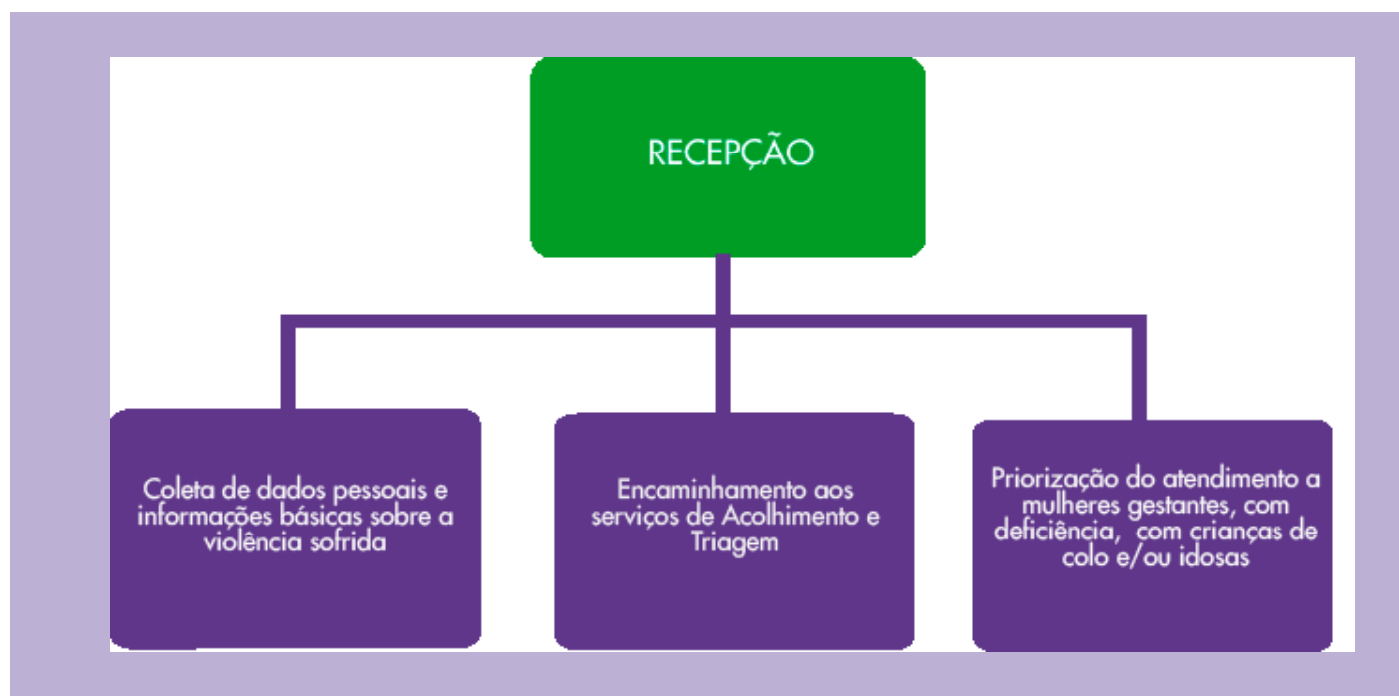 RECEPÇÃO
Coleta de dados pessoais e
informações básicas sobre a
violência sofrida
Encaminhamento aos
serviços de Acolhimento e
Triagem
Priorização do atendimento a
mulheres gestantes, com
deficiência, com crianças de
colo e/ou idosas